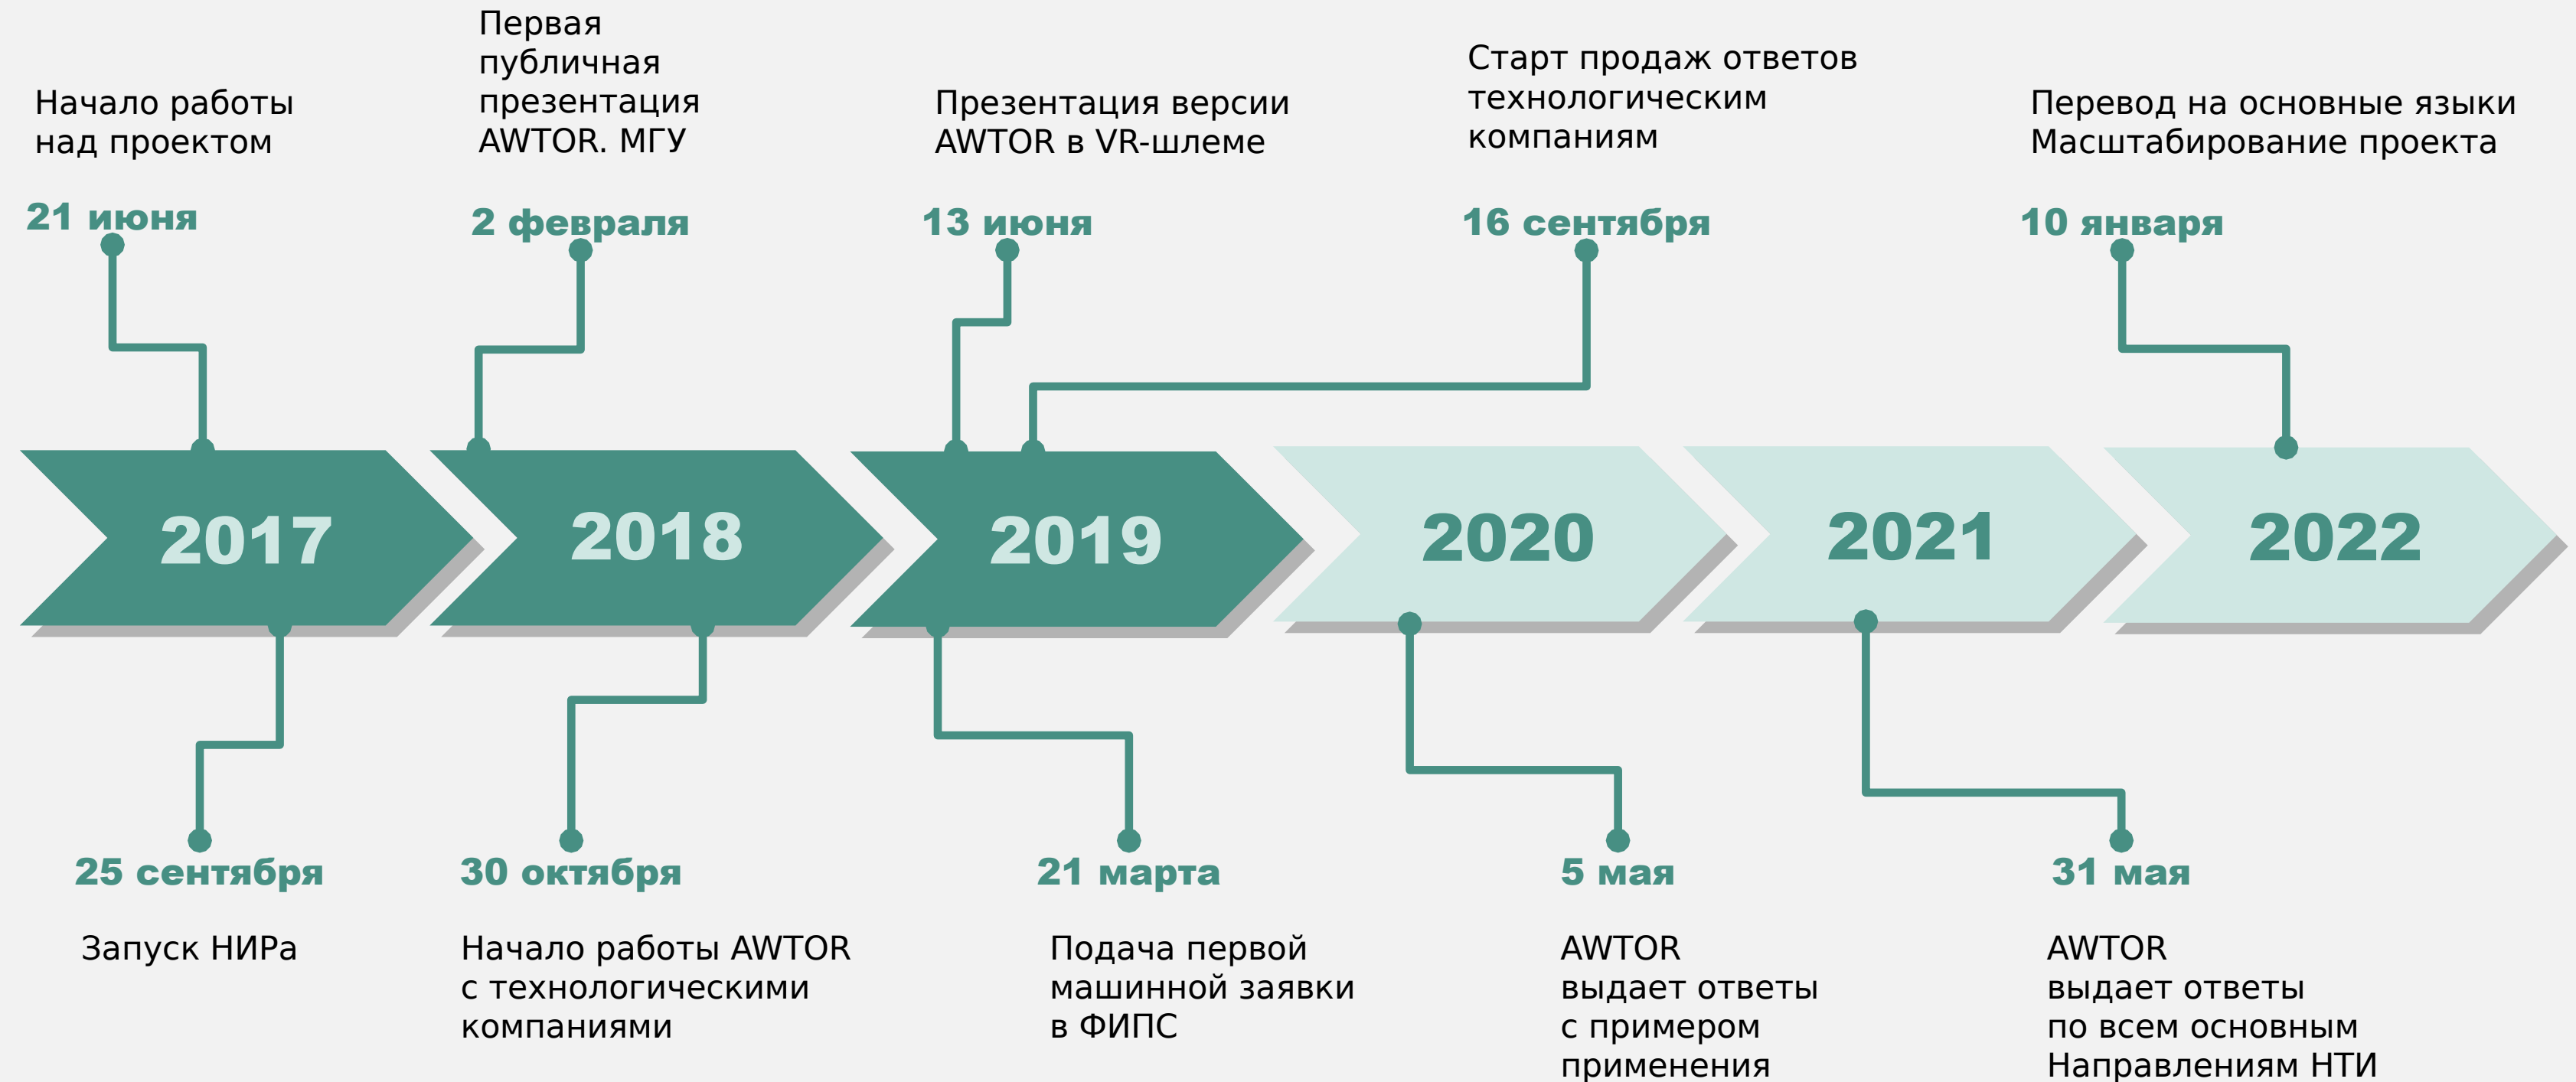 Начало работы
над проектом
21 июня
Первая
публичная
презентация
AWTOR. МГУ
2 февраля
Презентация версии
AWTOR в VR-шлеме
13 июня
Старт продаж ответов
технологическим
компаниям
16 сентября
Перевод на основные языки
Масштабирование проекта
10 января
2017
2018
2019
2020
2021
2022
25 сентября
Запуск НИРа
30 октября
Начало работы AWTOR
с технологическими
компаниями
21 марта
Подача первой
машинной заявки
в ФИПС
5 мая
AWTOR
выдает ответы
с примером
применения
31 мая
AWTOR
выдает ответы
по всем основным
Направлениям НТИ